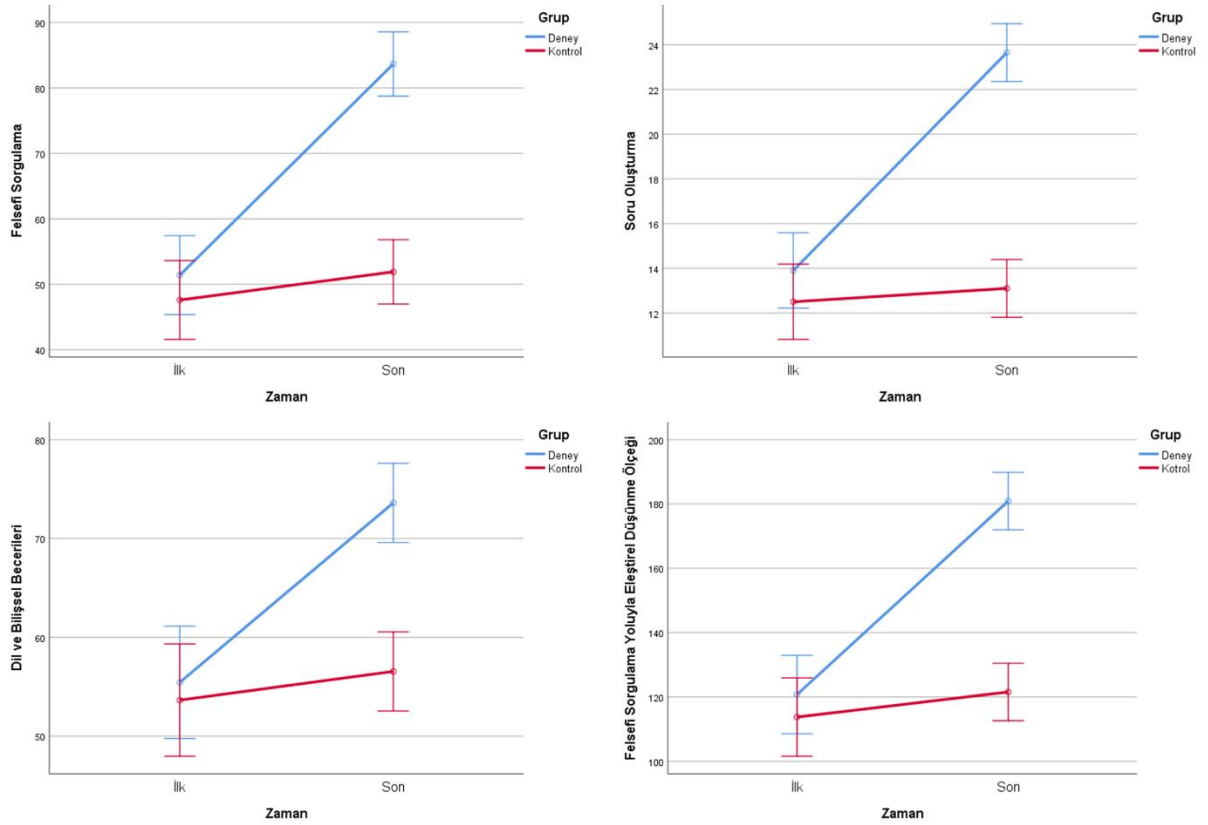 Felsefi Sorgulama
90
80
70
60
50
40
İlk
Son
Zaman
Grup
Deney
Kontrol
Soru Oluşturma
24
22
20
18
16
14
12
İlk
Son
Zaman
Grup
Deney
Kontrol
Dil ve Bilişsel Becerileri
80
70
60
50
İlk
Son
Zaman
Grup
Deney
Kontrol
Felsefi Sorgulama Yoluyla Eleştirel Düşünme Ölçeği
200
180
160
140
120
100
İlk
Son
Zaman
Grup
Deney
Kontrol